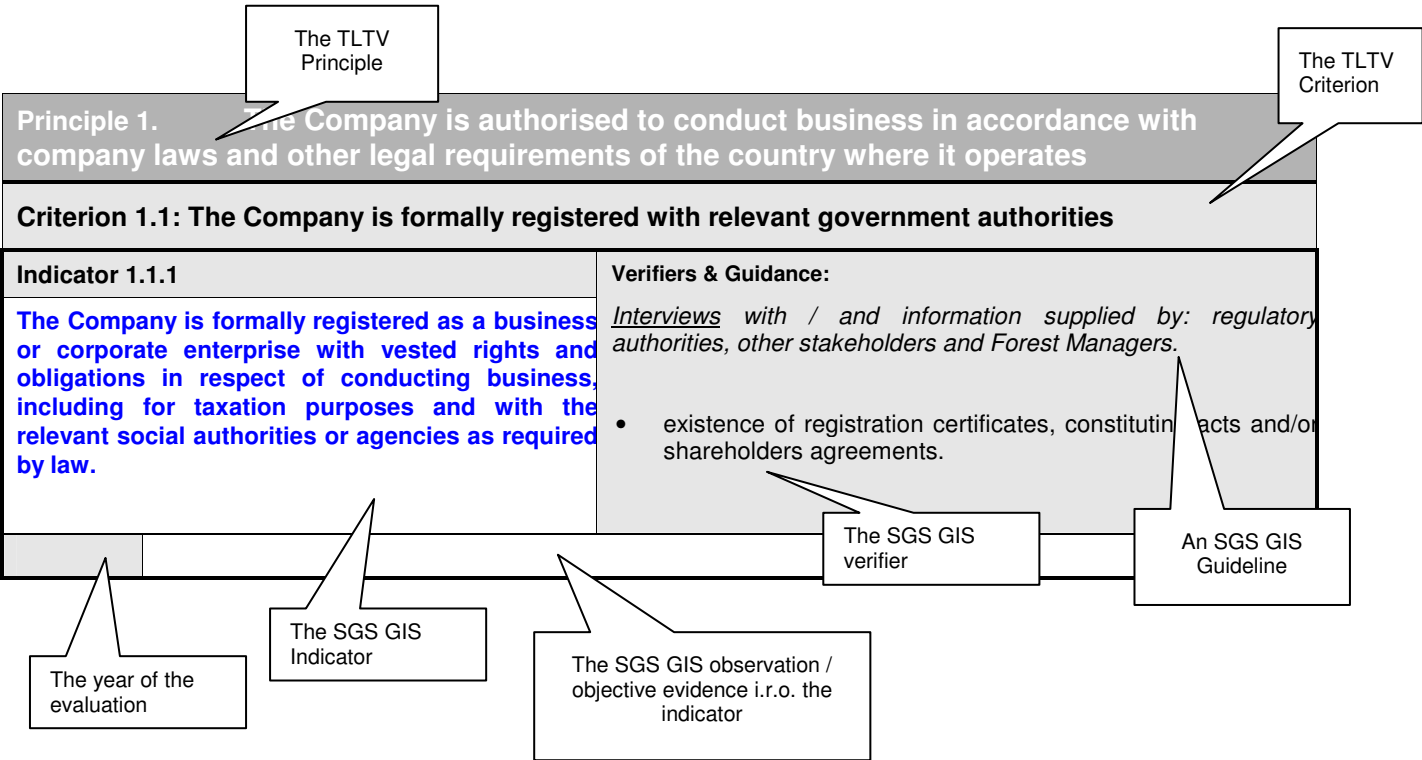 The TLTV
Principle
The TLTV
Criterion
Principle 1. The Company is authorised to conduct business in accordance with
company laws and other legal requirements of the country where it operates
Criterion 1.1: The Company is formally registered with relevant government authorities
Indicator 1.1.1
The Company is formally registered as a business
or corporate enterprise with vested rights and
obligations in respect of conducting business,
including for taxation purposes and with the
relevant social authorities or agencies as required
by law.
Verifiers & Guidance:
Interviews with / and information supplied by: regulatory
authorities, other stakeholders and Forest Managers.
• existence of registration certificates, constituting acts and/or
shareholders agreements.
The SGS GIS
verifier
An SGS GIS
Guideline
The SGS GIS
Indicator
The SGS GIS observation /
objective evidence i.r.o. the
indicator
The year of the
evaluation